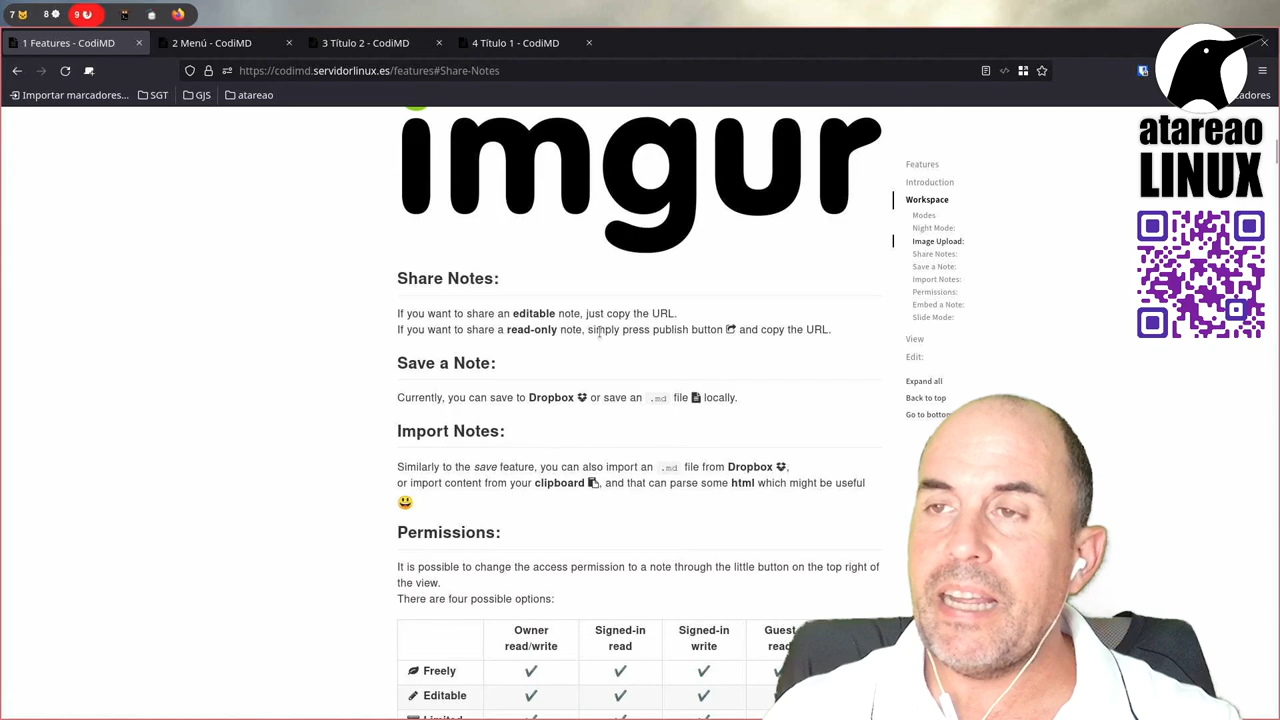 7
8
9
1 Features - CodiMD
2 Menú - CodiMD
3 Título 2 - CodiMD
4 Título 1 - CodiMD
https://codimd.servidorlinux.es/features#Share-Notes
Importar marcadores...
SGT
GJS
atareao
cadores
atareao
LINUX
imgur
Share Notes:
If you want to share an editable note, just copy the URL.
If you want to share a read-only note, simply press publish button and copy the URL.
Save a Note:
Currently, you can save to Dropbox or save an .md file locally.
Import Notes:
Similarly to the save feature, you can also import an .md file from Dropbox,
or import content from your clipboard, and that can parse some html which might be useful
Permissions:
It is possible to change the access permission to a note through the little button on the top right of
the view.
There are four possible options:
Owner read/write
Signed-in read
Signed-in write
Guest
Freely
Editable
Features
Introduction
Workspace
Modes
Night Mode:
Image Upload:
Share Notes:
Save a Note:
Import Notes:
Permissions:
Embed a Note:
Slide Mode:
View
Edit:
Expand all
Back to top
Go to bottom